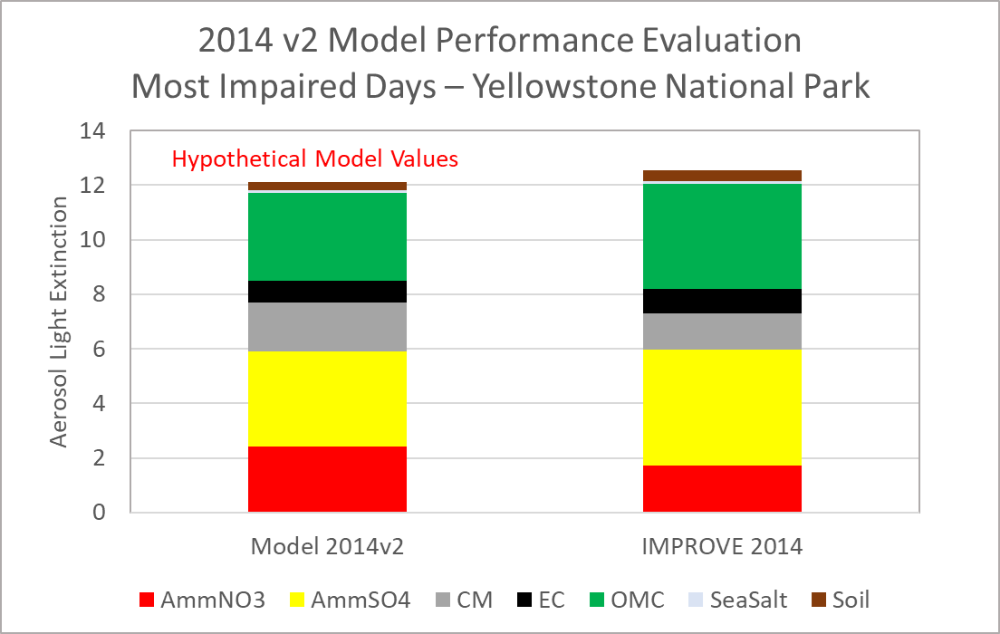 2014 v2 Model Performance Evaluation
Most Impaired Days – Yellowstone National Park
Hypothetical Model Values
Aerosol Light Extinction
14
12
10
8
6
4
2
0
Model 2014v2 IMPROVE 2014
AmmNO3 AmmSO4 CM EC OMC SeaSalt Soil